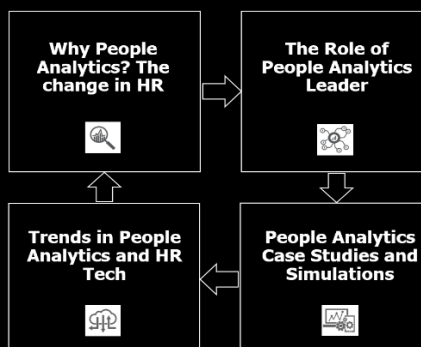 Why People
Analytics? The
change in HR
The Role of
People Analytics
Leader
Trends in People
Analytics and HR
Tech
People Analytics
Case Studies and
Simulations